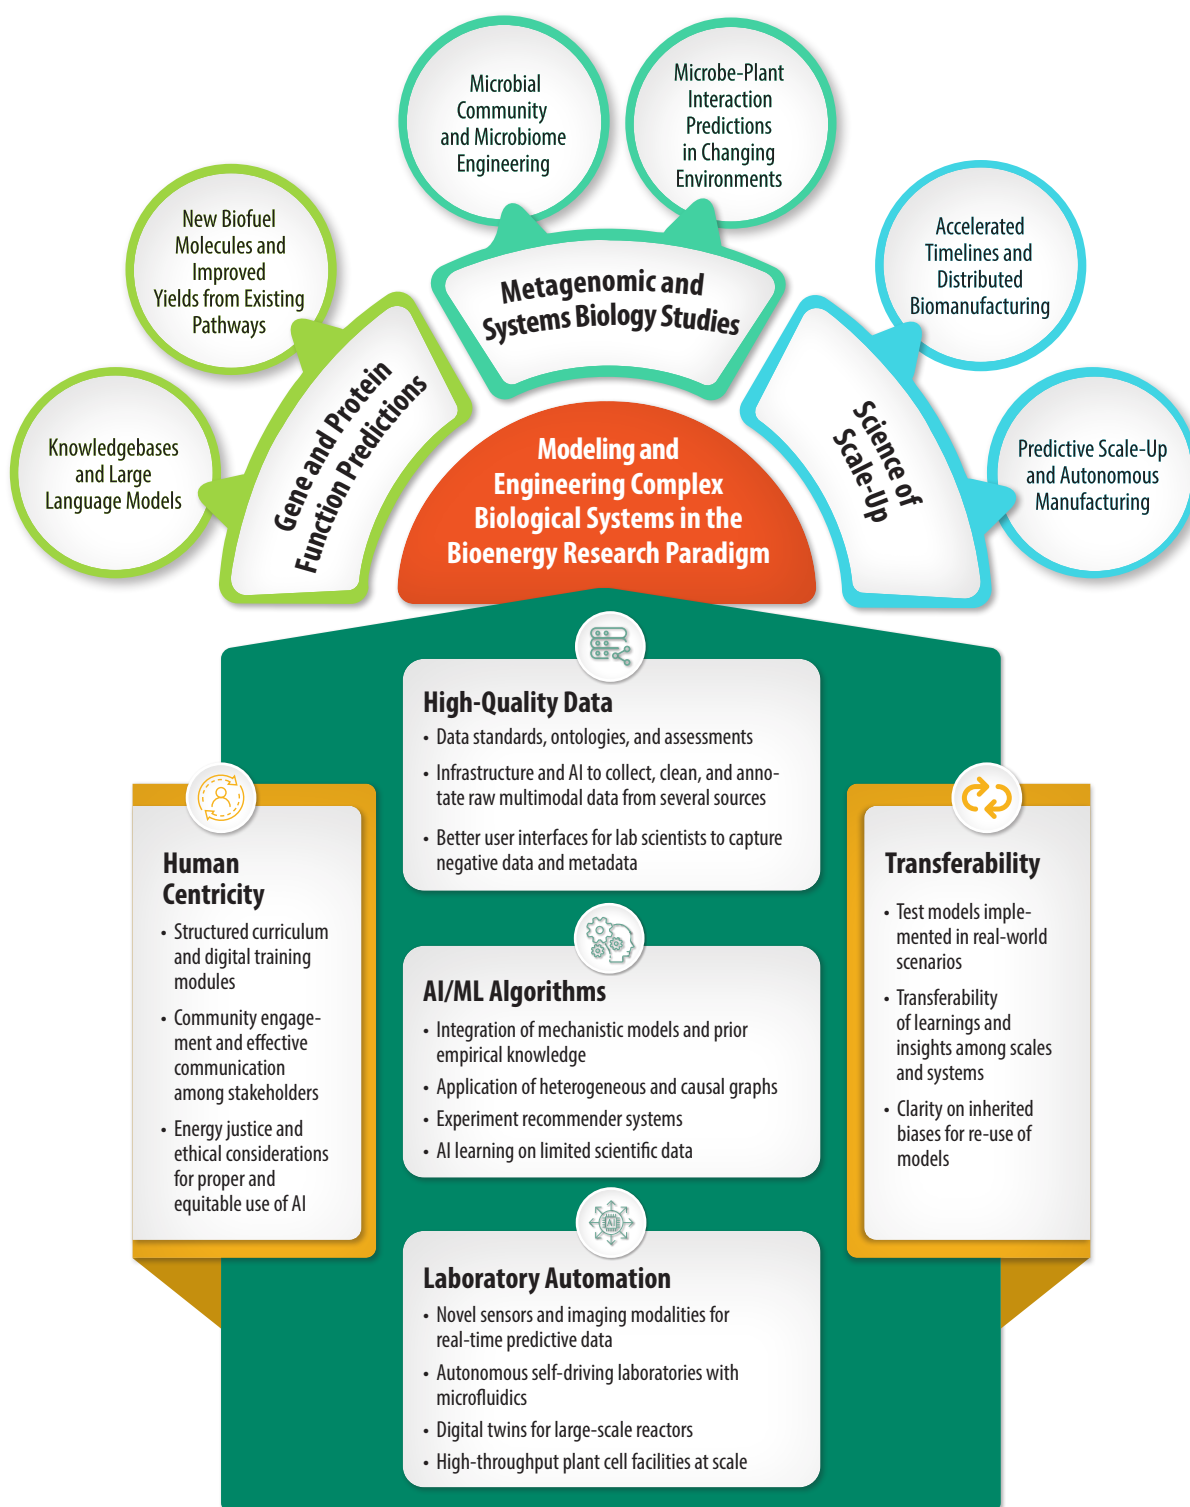 Microbial
Community
and Microbiome
Engineering
Microbe-Plant
Interaction
Predictions
in Changing
Environments
New Biofuel
Molecules and
Improved
Yields from Existing
Pathways
Accelerated
Timelines and
Distributed
Biomanufacturing
Knowledgebases
and Large
Language Models
Predictive Scale-Up
and Autonomous
Manufacturing
Gene and Protein
Function Predictions
Metagenomic and
Systems Biology Studies
Science of
Scale-Up
Modeling and
Engineering Complex
Biological Systems in the
Bioenergy Research Paradigm
High-Quality Data
• Data standards, ontologies, and assessments
• Infrastructure and AI to collect, clean, and anno-
tate raw multimodal data from several sources
• Better user interfaces for lab scientists to capture
negative data and metadata
Human
Centricity
• Structured curriculum
and digital training
modules
• Community engage-
ment and effective
communication
among stakeholders
• Energy justice and
ethical considerations
for proper and
equitable use of AI
AI/ML Algorithms
• Integration of mechanistic models and prior
empirical knowledge
• Application of heterogeneous and causal graphs
• Experiment recommender systems
• AI learning on limited scientific data
Transferability
• Test models imple-
mented in real-world
scenarios
• Transferability
of learnings and
insights among scales
and systems
• Clarity on inherited
biases for re-use of
models
AI
Laboratory Automation
• Novel sensors and imaging modalities for
real-time predictive data
• Autonomous self-driving laboratories with
microfluidics
• Digital twins for large-scale reactors
• High-throughput plant cell facilities at scale